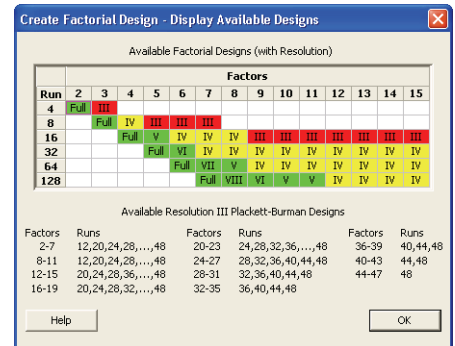 Create Factorial Design - Display Available Designs
Available Factorial Designs (with Resolution)
Factors
Run 2 3 4 5 6 7 8 9 10 11 12 13 14 15
4 Full III
8 Full IV III III III
16 Full V IV IV IV III III III III III III III
32 Full VI IV IV IV IV IV IV IV IV IV
64 Full VII V IV IV IV IV IV IV IV
128 Full VIII VI V V IV IV IV IV
Available Resolution III Plackett-Burman Designs
Factors Runs Factors Runs Factors Runs
2-7 12,20,24,28,...,48 20-23 24,28,32,36,...,48 36-39 40,44,48
8-11 12,20,24,28,...,48 24-27 28,32,36,40,44,48 40-43 44,48
12-15 20,24,28,36,...,48 28-31 32,36,40,44,48 44-47 48
16-19 20,24,28,32,...,48 32-35 36,40,44,48
Help OK